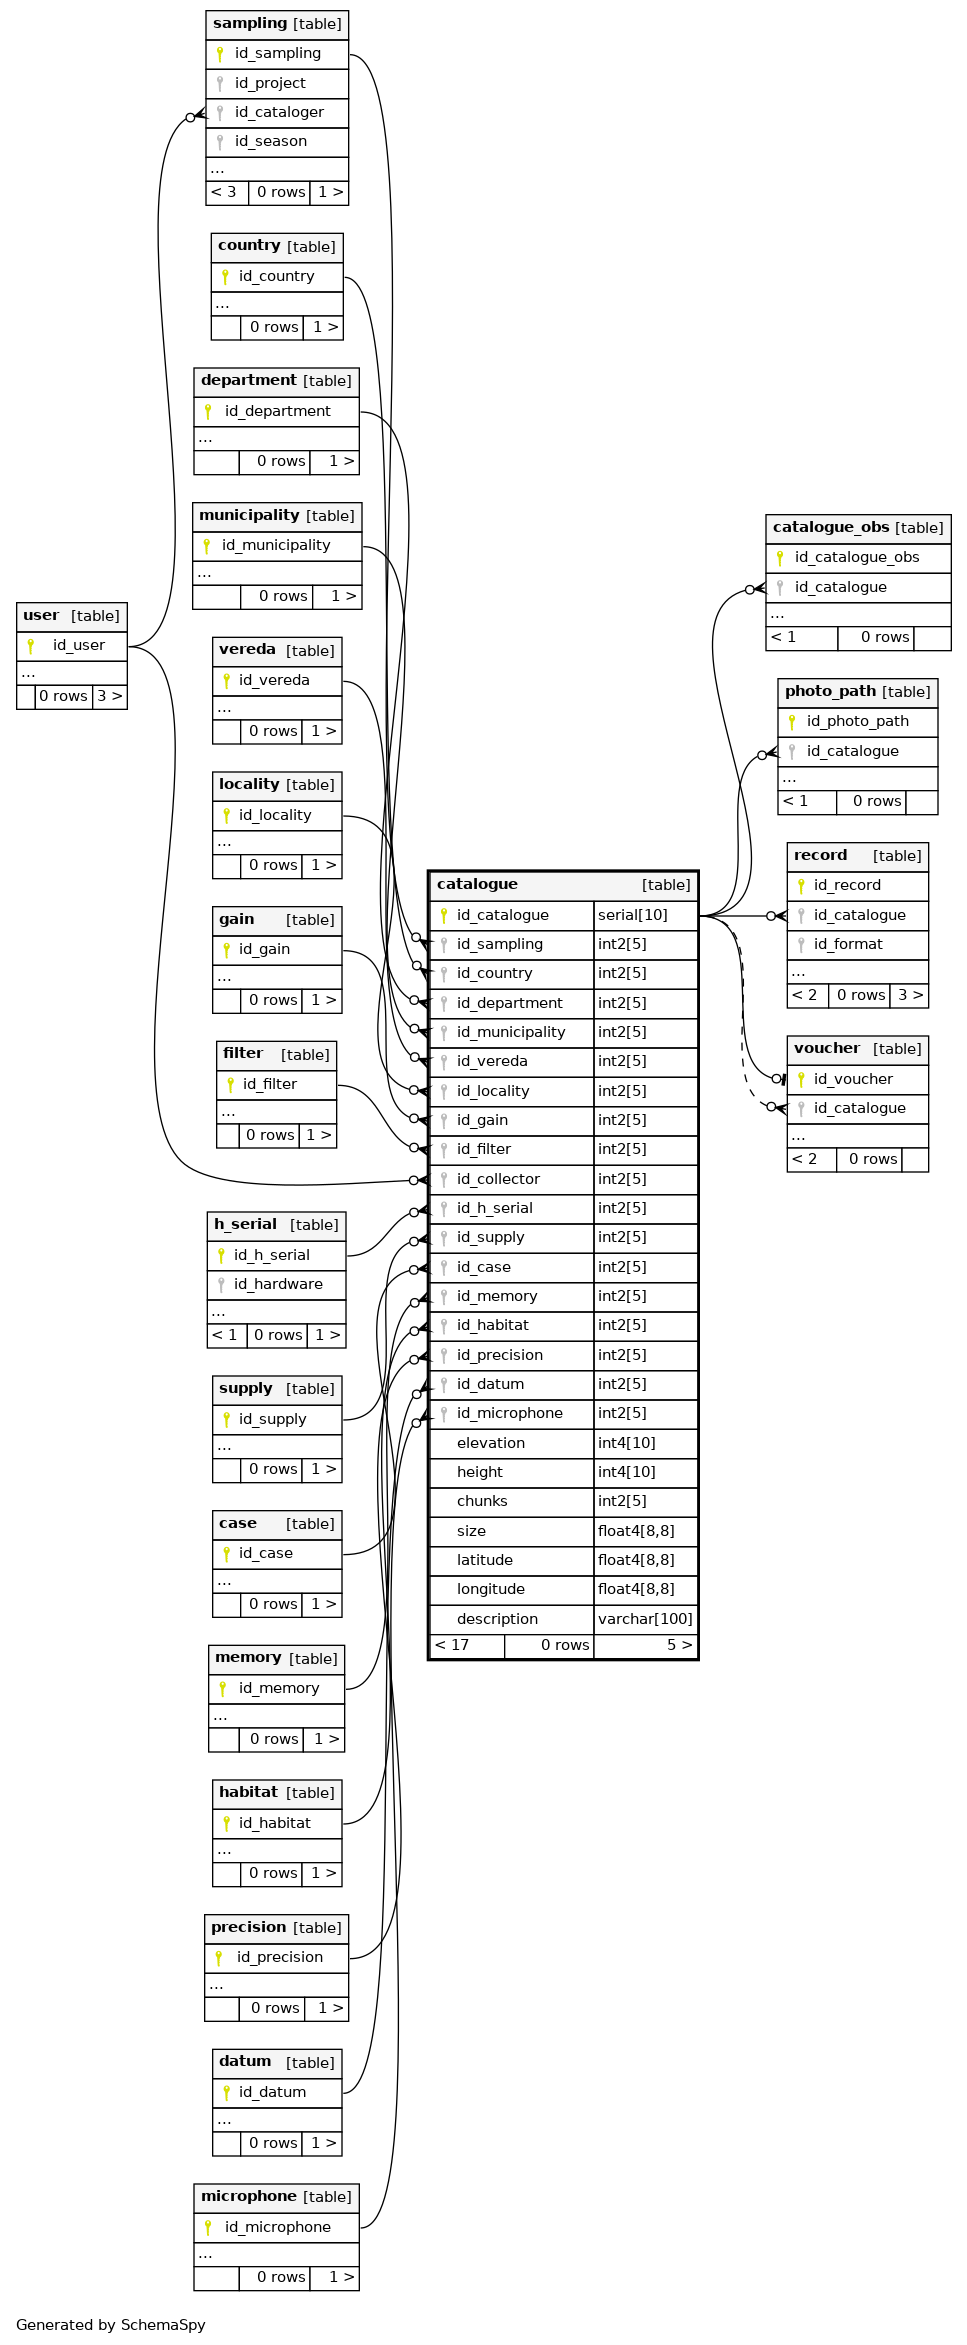 sampling [table]
id_sampling
id_project
id_cataloger
id_season
...
< 3 0 rows 1 >
country [table]
id_country
...
0 rows 1 >
department [table]
id_department
...
0 rows 1 >
municipality [table]
id_municipality
...
0 rows 1 >
user [table]
id_user
...
0 rows 3 >
vereda [table]
id_vereda
...
0 rows 1 >
locality [table]
id_locality
...
0 rows 1 >
gain [table]
id_gain
...
0 rows 1 >
filter [table]
id_filter
...
0 rows 1 >
h_serial [table]
id_h_serial
id_hardware
...
< 1 0 rows 1 >
supply [table]
id_supply
...
0 rows 1 >
case [table]
id_case
...
0 rows 1 >
memory [table]
id_memory
...
0 rows 1 >
habitat [table]
id_habitat
...
0 rows 1 >
precision [table]
id_precision
...
0 rows 1 >
datum [table]
id_datum
...
0 rows 1 >
microphone [table]
id_microphone
...
0 rows 1 >
catalogue [table]
id_catalogue serial[10]
id_sampling int2[5]
id_country int2[5]
id_department int2[5]
id_municipality int2[5]
id_vereda int2[5]
id_locality int2[5]
id_gain int2[5]
id_filter int2[5]
id_collector int2[5]
id_h_serial int2[5]
id_supply int2[5]
id_case int2[5]
id_memory int2[5]
id_habitat int2[5]
id_precision int2[5]
id_datum int2[5]
id_microphone int2[5]
elevation int4[10]
height int4[10]
chunks int2[5]
size float4[8,8]
latitude float4[8,8]
longitude float4[8,8]
description varchar[100]
< 17 0 rows 5 >
catalogue_obs [table]
id_catalogue_obs
id_catalogue
...
< 1 0 rows
photo_path [table]
id_photo_path
id_catalogue
...
< 1 0 rows
record [table]
id_record
id_catalogue
id_format
...
< 2 0 rows 3 >
voucher [table]
id_voucher
id_catalogue
...
< 2 0 rows
Generated by SchemaSpy